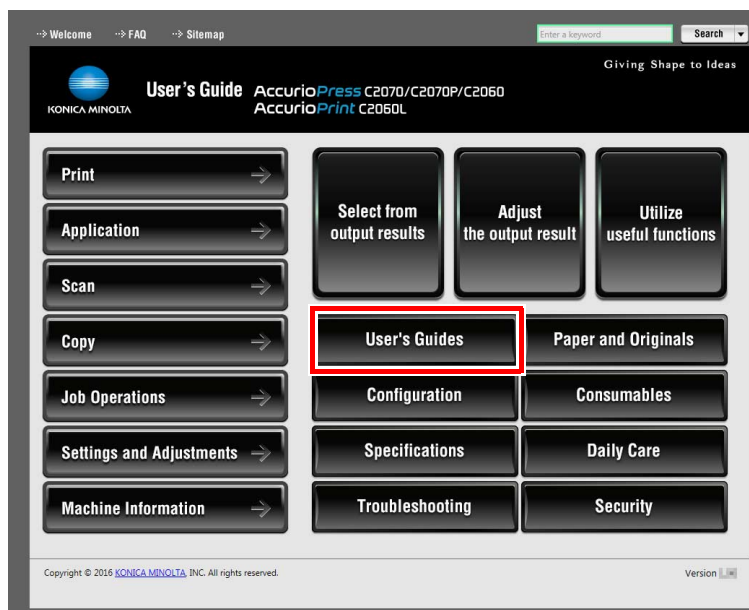 Welcome
FAQ
Sitemap
Enter a keyword
Search
Giving Shape to Ideas
KONICA MINOLTA
User's Guide
AccurioPress C2070/C2070P/C2060
AccurioPrint C2060L
Print
Application
Scan
Copy
Job Operations
Settings and Adjustments
Machine Information
Select from
output results
Adjust
the output result
Utilize
useful functions
User's Guides
Paper and Originals
Configuration
Consumables
Specifications
Daily Care
Troubleshooting
Security
Copyright © 2016 KONICA MINOLTA, INC. All rights reserved.
Version